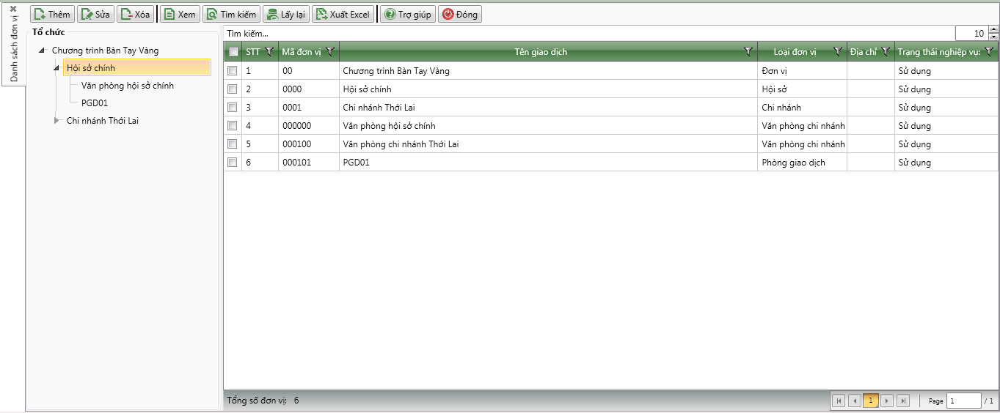 Danh sách đơn vị
Thêm Sửa Xóa Xem Tìm kiếm Lấy lại Xuất Excel Trợ giúp Đóng
Tổ chức
Chương trình Bàn Tay Vàng
Hội sở chính
Văn phòng hội sở chính
PGD01
Chi nhánh Thới Lai
Tìm kiếm... 10
STT Mã đơn vị Tên giao dịch Loại đơn vị Địa chỉ Trạng thái nghiệp vụ:
1 00 Chương trình Bàn Tay Vàng Đơn vị Sử dụng
2 0000 Hội sở chính Hội sở Sử dụng
3 0001 Chi nhánh Thới Lai Chi nhánh Sử dụng
4 000000 Văn phòng hội sở chính Văn phòng chi nhánh Sử dụng
5 000100 Văn phòng chi nhánh Thới Lai Văn phòng chi nhánh Sử dụng
6 000101 PGD01 Phòng giao dịch Sử dụng
Tổng số đơn vị: 6 1 Page 1 / 1